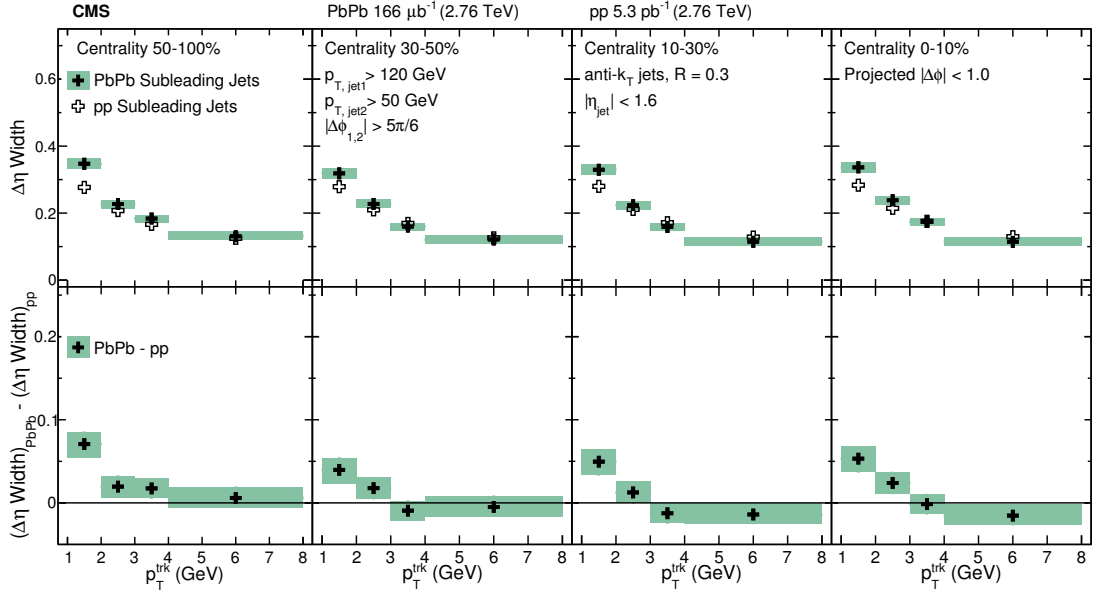 CMS PbPb 166 μb⁻¹ (2.76 TeV) pp 5.3 pb⁻¹ (2.76 TeV)
Centrality 50-100%
PbPb Subleading Jets
pp Subleading Jets
Centrality 30-50%
p_T, jet1 > 120 GeV
p_T, jet2 > 50 GeV
|Δϕ_1,2| > 5π/6
Centrality 10-30%
anti-k_T jets, R = 0.3
|η_jet| < 1.6
Centrality 0-10%
Projected |Δϕ| < 1.0
Δη Width
0.6
0.4
0.2
0
PbPb - pp
(Δη Width)_PbPb - (Δη Width)_pp
0.2
0.1
0
1 2 3 4 5 6 7 8 1 2 3 4 5 6 7 8 1 2 3 4 5 6 7 8 1 2 3 4 5 6 7 8
p_T^trk (GeV) p_T^trk (GeV) p_T^trk (GeV) p_T^trk (GeV)